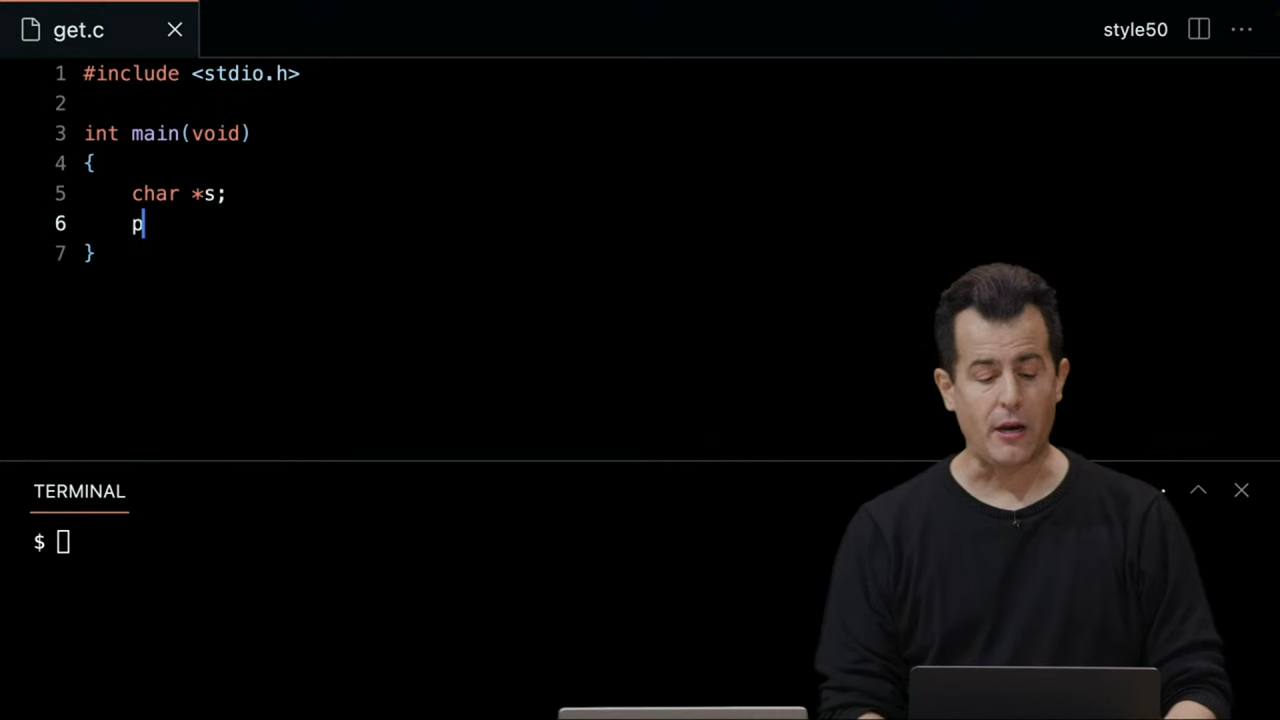 get.c
style50
1 #include <stdio.h>
2
3 int main(void)
4 {
5     char *s;
6     p
7 }
TERMINAL
$